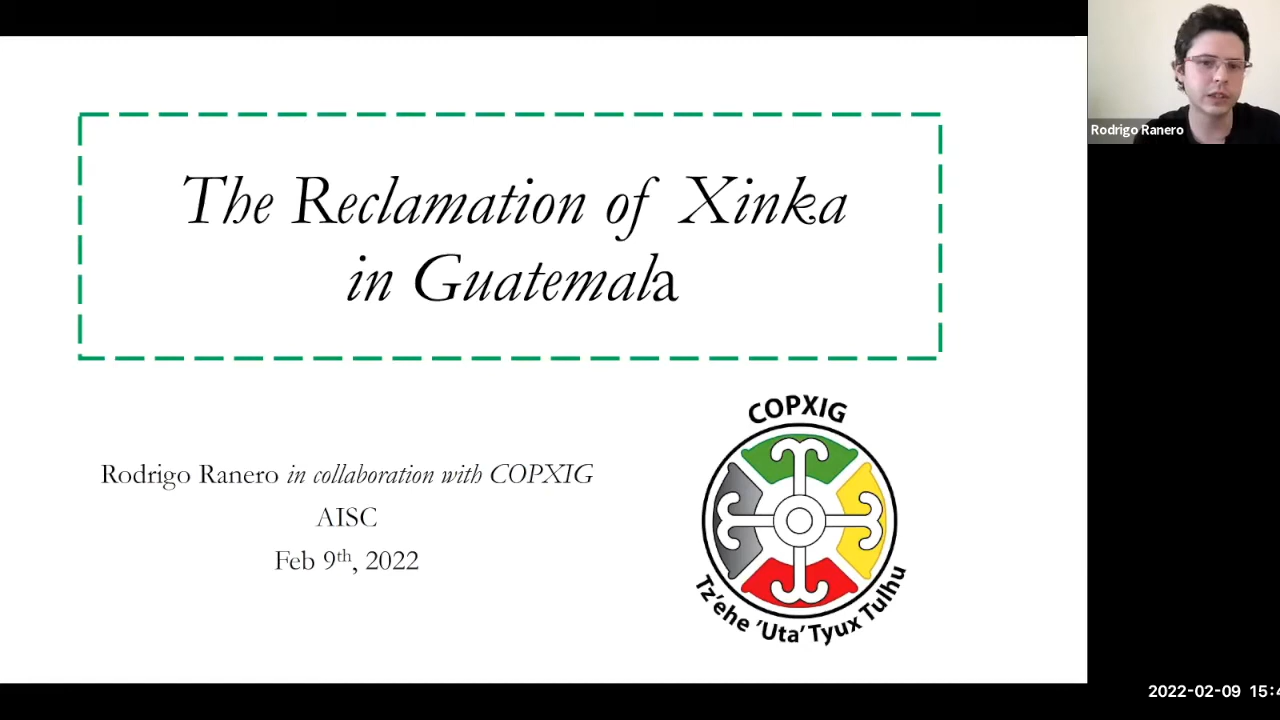 The Reclamation of Xinka
in Guatemala
Rodrigo Ranero in collaboration with COPXIG
AISC
Feb 9th, 2022
COPXIG
Tz'ehe 'Uta' Tyux Tulhu
Rodrigo Ranero
2022-02-09 15:4